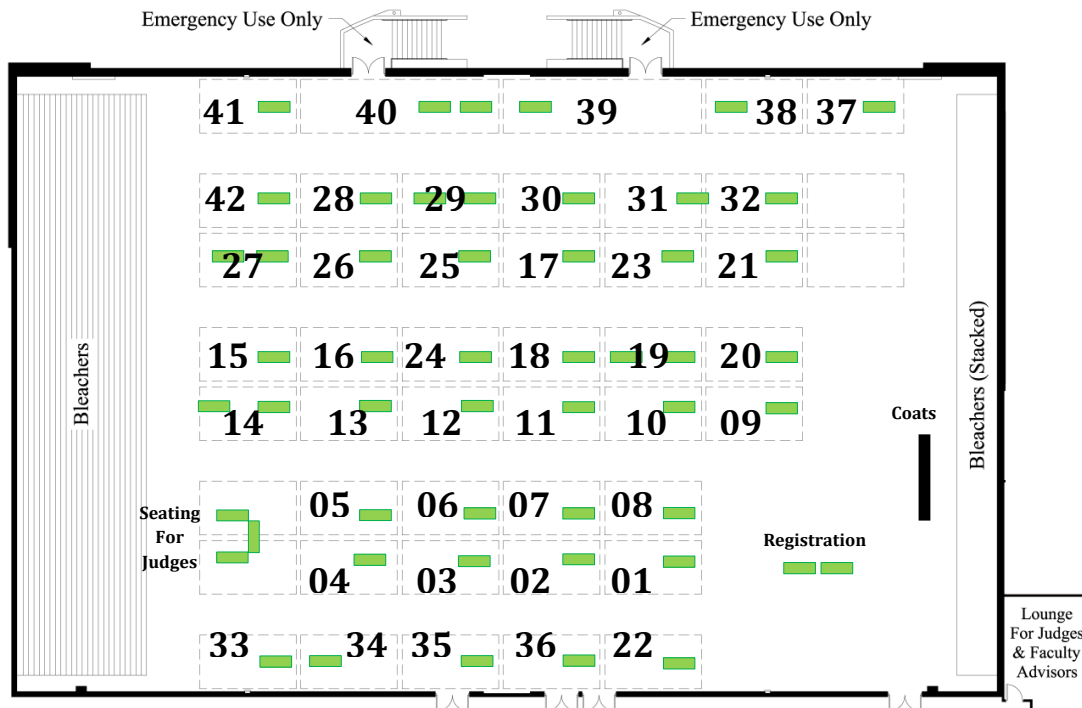 Emergency Use Only
Emergency Use Only
41 40 39 38 37
42 28 29 30 31 32
27 26 25 17 23 21
15 16 24 18 19 20
14 13 12 11 10 09
Bleachers
Bleachers (Stacked)
Coats
05 06 07 08
Seating
For
Judges
Registration
04 03 02 01
33 34 35 36 22
Lounge
For Judges
& Faculty
Advisors